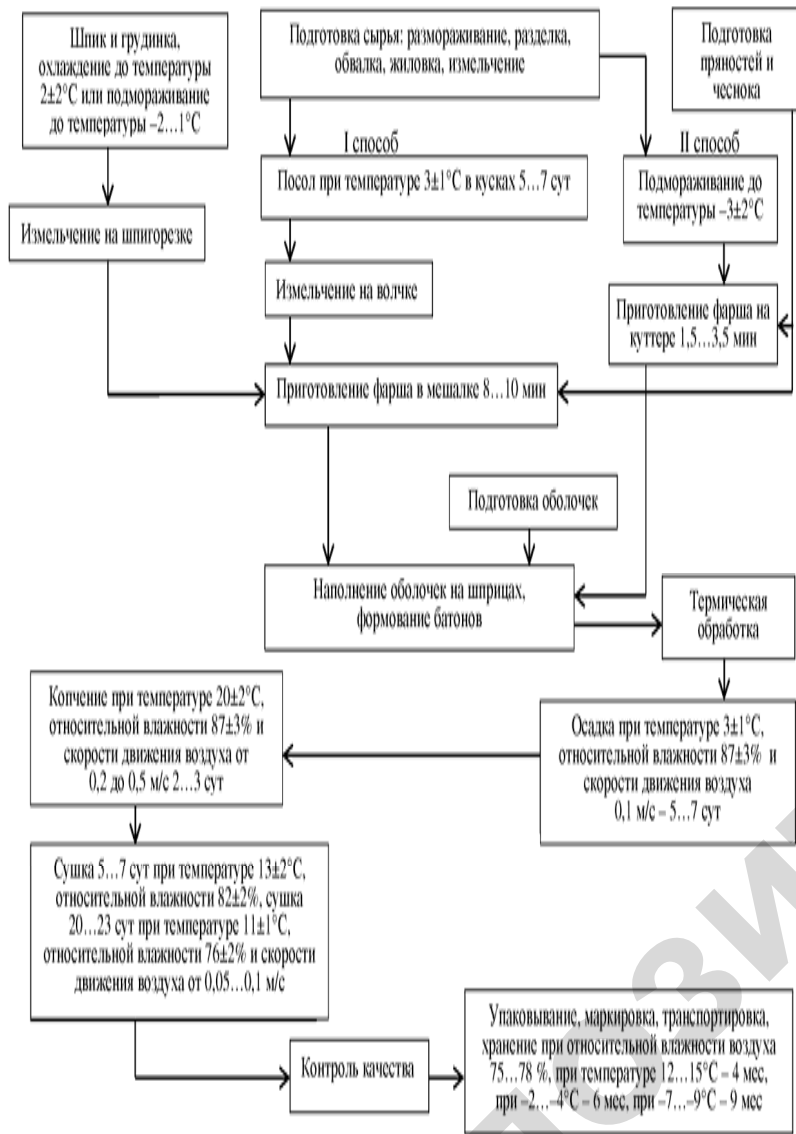 Шпик и грудинка,
охлаждение до температуры
2±2°С или подмораживание
до температуры –2…1°С
Подготовка сырья: размораживание, разделка,
обвалка, жиловка, измельчение
Подготовка
пряностей и
чеснока
I способ
II способ
Посол при температуре 3±1°С в кусках 5…7 сут
Подмораживание до
температуры –3±2°С
Измельчение на шпигорезке
Измельчение на волчке
Приготовление фарша на
куттере 1,5…3,5 мин
Приготовление фарша в мешалке 8…10 мин
Подготовка оболочек
Наполнение оболочек на шприцах,
формование батонов
Термическая
обработка
Осадка при температуре 3±1°С,
относительной влажности 87±3% и
скорости движения воздуха
0,1 м/с – 5…7 сут
Копчение при температуре 20±2°С,
относительной влажности 87±3% и
скорости движения воздуха от
0,2 до 0,5 м/с 2…3 сут
Сушка 5…7 сут при температуре 13±2°С,
относительной влажности 82±2%, сушка
20…23 сут при температуре 11±1°С,
относительной влажности 76±2% и скорости
движения воздуха от 0,05…0,1 м/с
Контроль качества
Упаковывание, маркировка, транспортировка,
хранение при относительной влажности воздуха
75…78 %, при температуре 12…15°С – 4 мес,
при –2…–4°С – 6 мес, при –7…–9°С – 9 мес